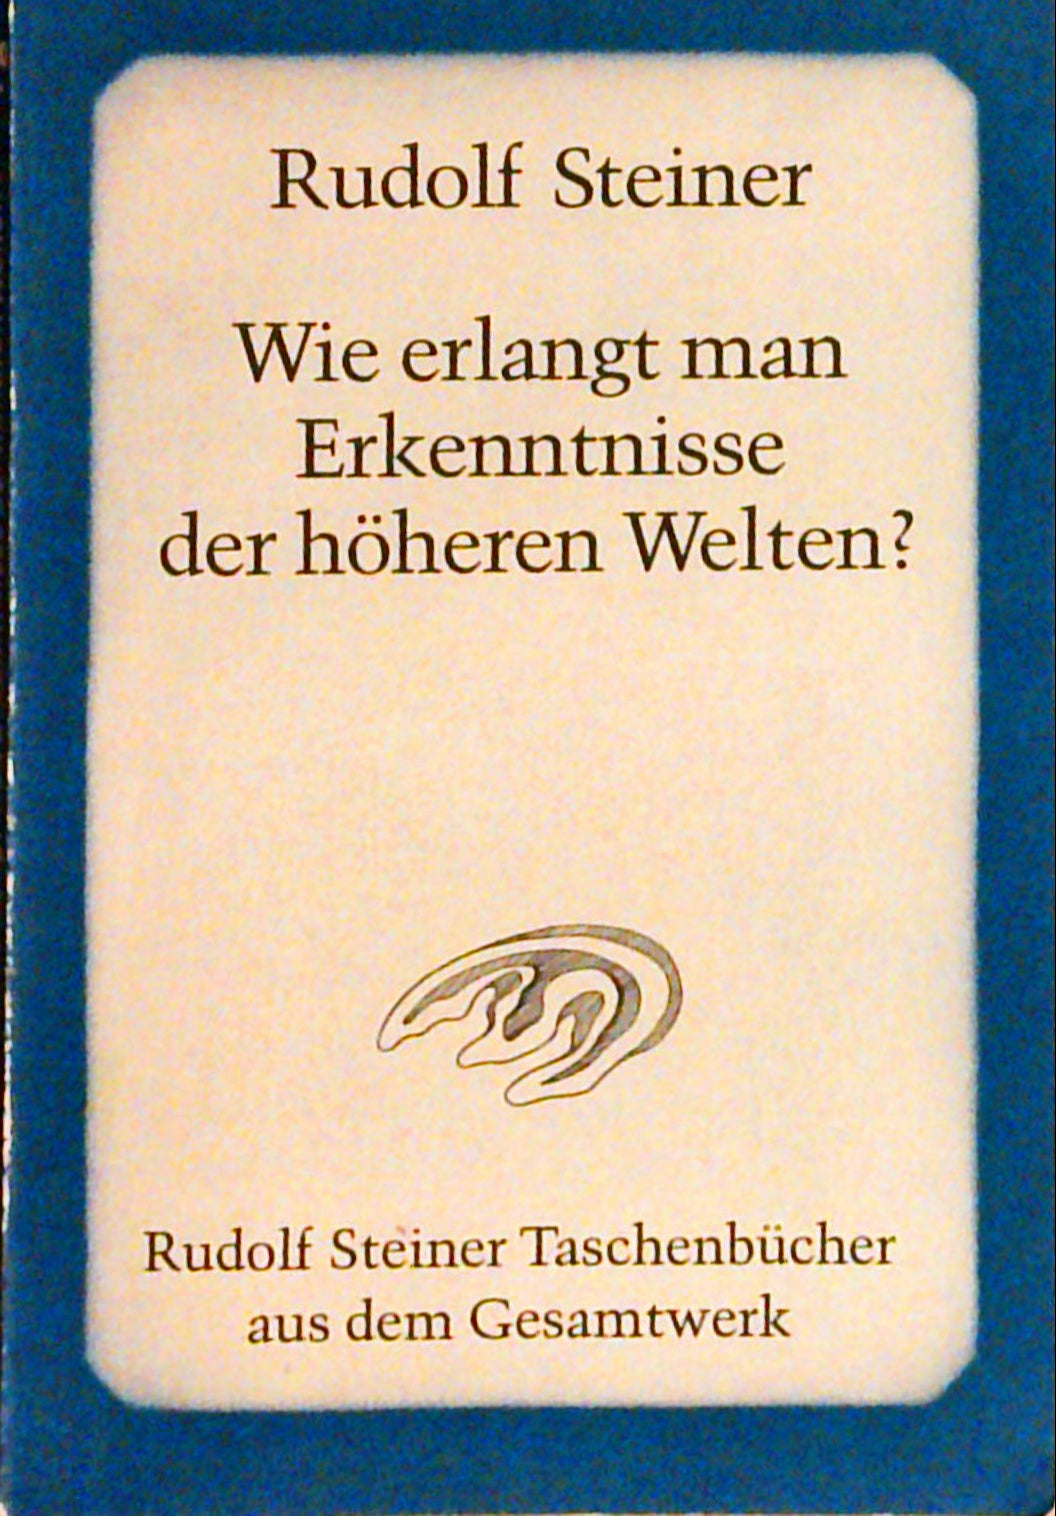 Rudolf Steiner
Wie erlangt man
Erkenntnisse
der höheren Welten?
Rudolf Steiner Taschenbücher
aus dem Gesamtwerk